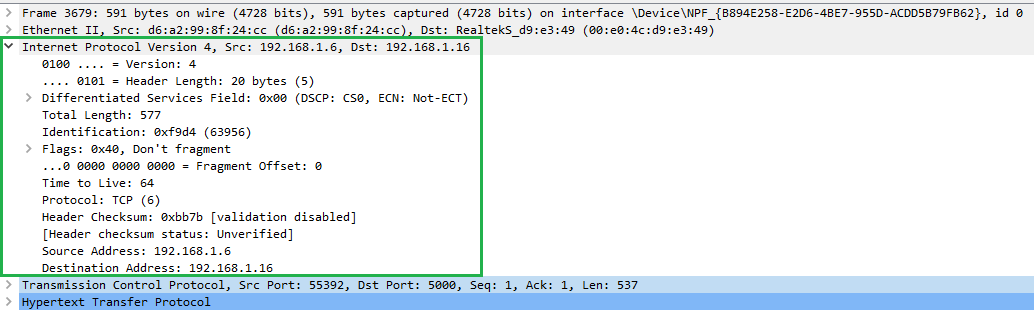 Frame 3679: 591 bytes on wire (4728 bits), 591 bytes captured (4728 bits) on interface \Device\NPF_{B894E258-E2D6-4BE7-955D-ACDD5B79FB62}, id 0
Ethernet II, Src: d6:a2:99:8f:24:cc (d6:a2:99:8f:24:cc), Dst: RealtekS_d9:e3:49 (00:e0:4c:d9:e3:49)
Internet Protocol Version 4, Src: 192.168.1.6, Dst: 192.168.1.16
0100 .... = Version: 4
.... 0101 = Header Length: 20 bytes (5)
Differentiated Services Field: 0x00 (DSCP: CS0, ECN: Not-ECT)
Total Length: 577
Identification: 0xf9d4 (63956)
Flags: 0x40, Don't fragment
...0 0000 0000 0000 = Fragment Offset: 0
Time to Live: 64
Protocol: TCP (6)
Header Checksum: 0xbb7b [validation disabled]
[Header checksum status: Unverified]
Source Address: 192.168.1.6
Destination Address: 192.168.1.16
Transmission Control Protocol, Src Port: 55392, Dst Port: 5000, Seq: 1, Ack: 1, Len: 537
Hypertext Transfer Protocol